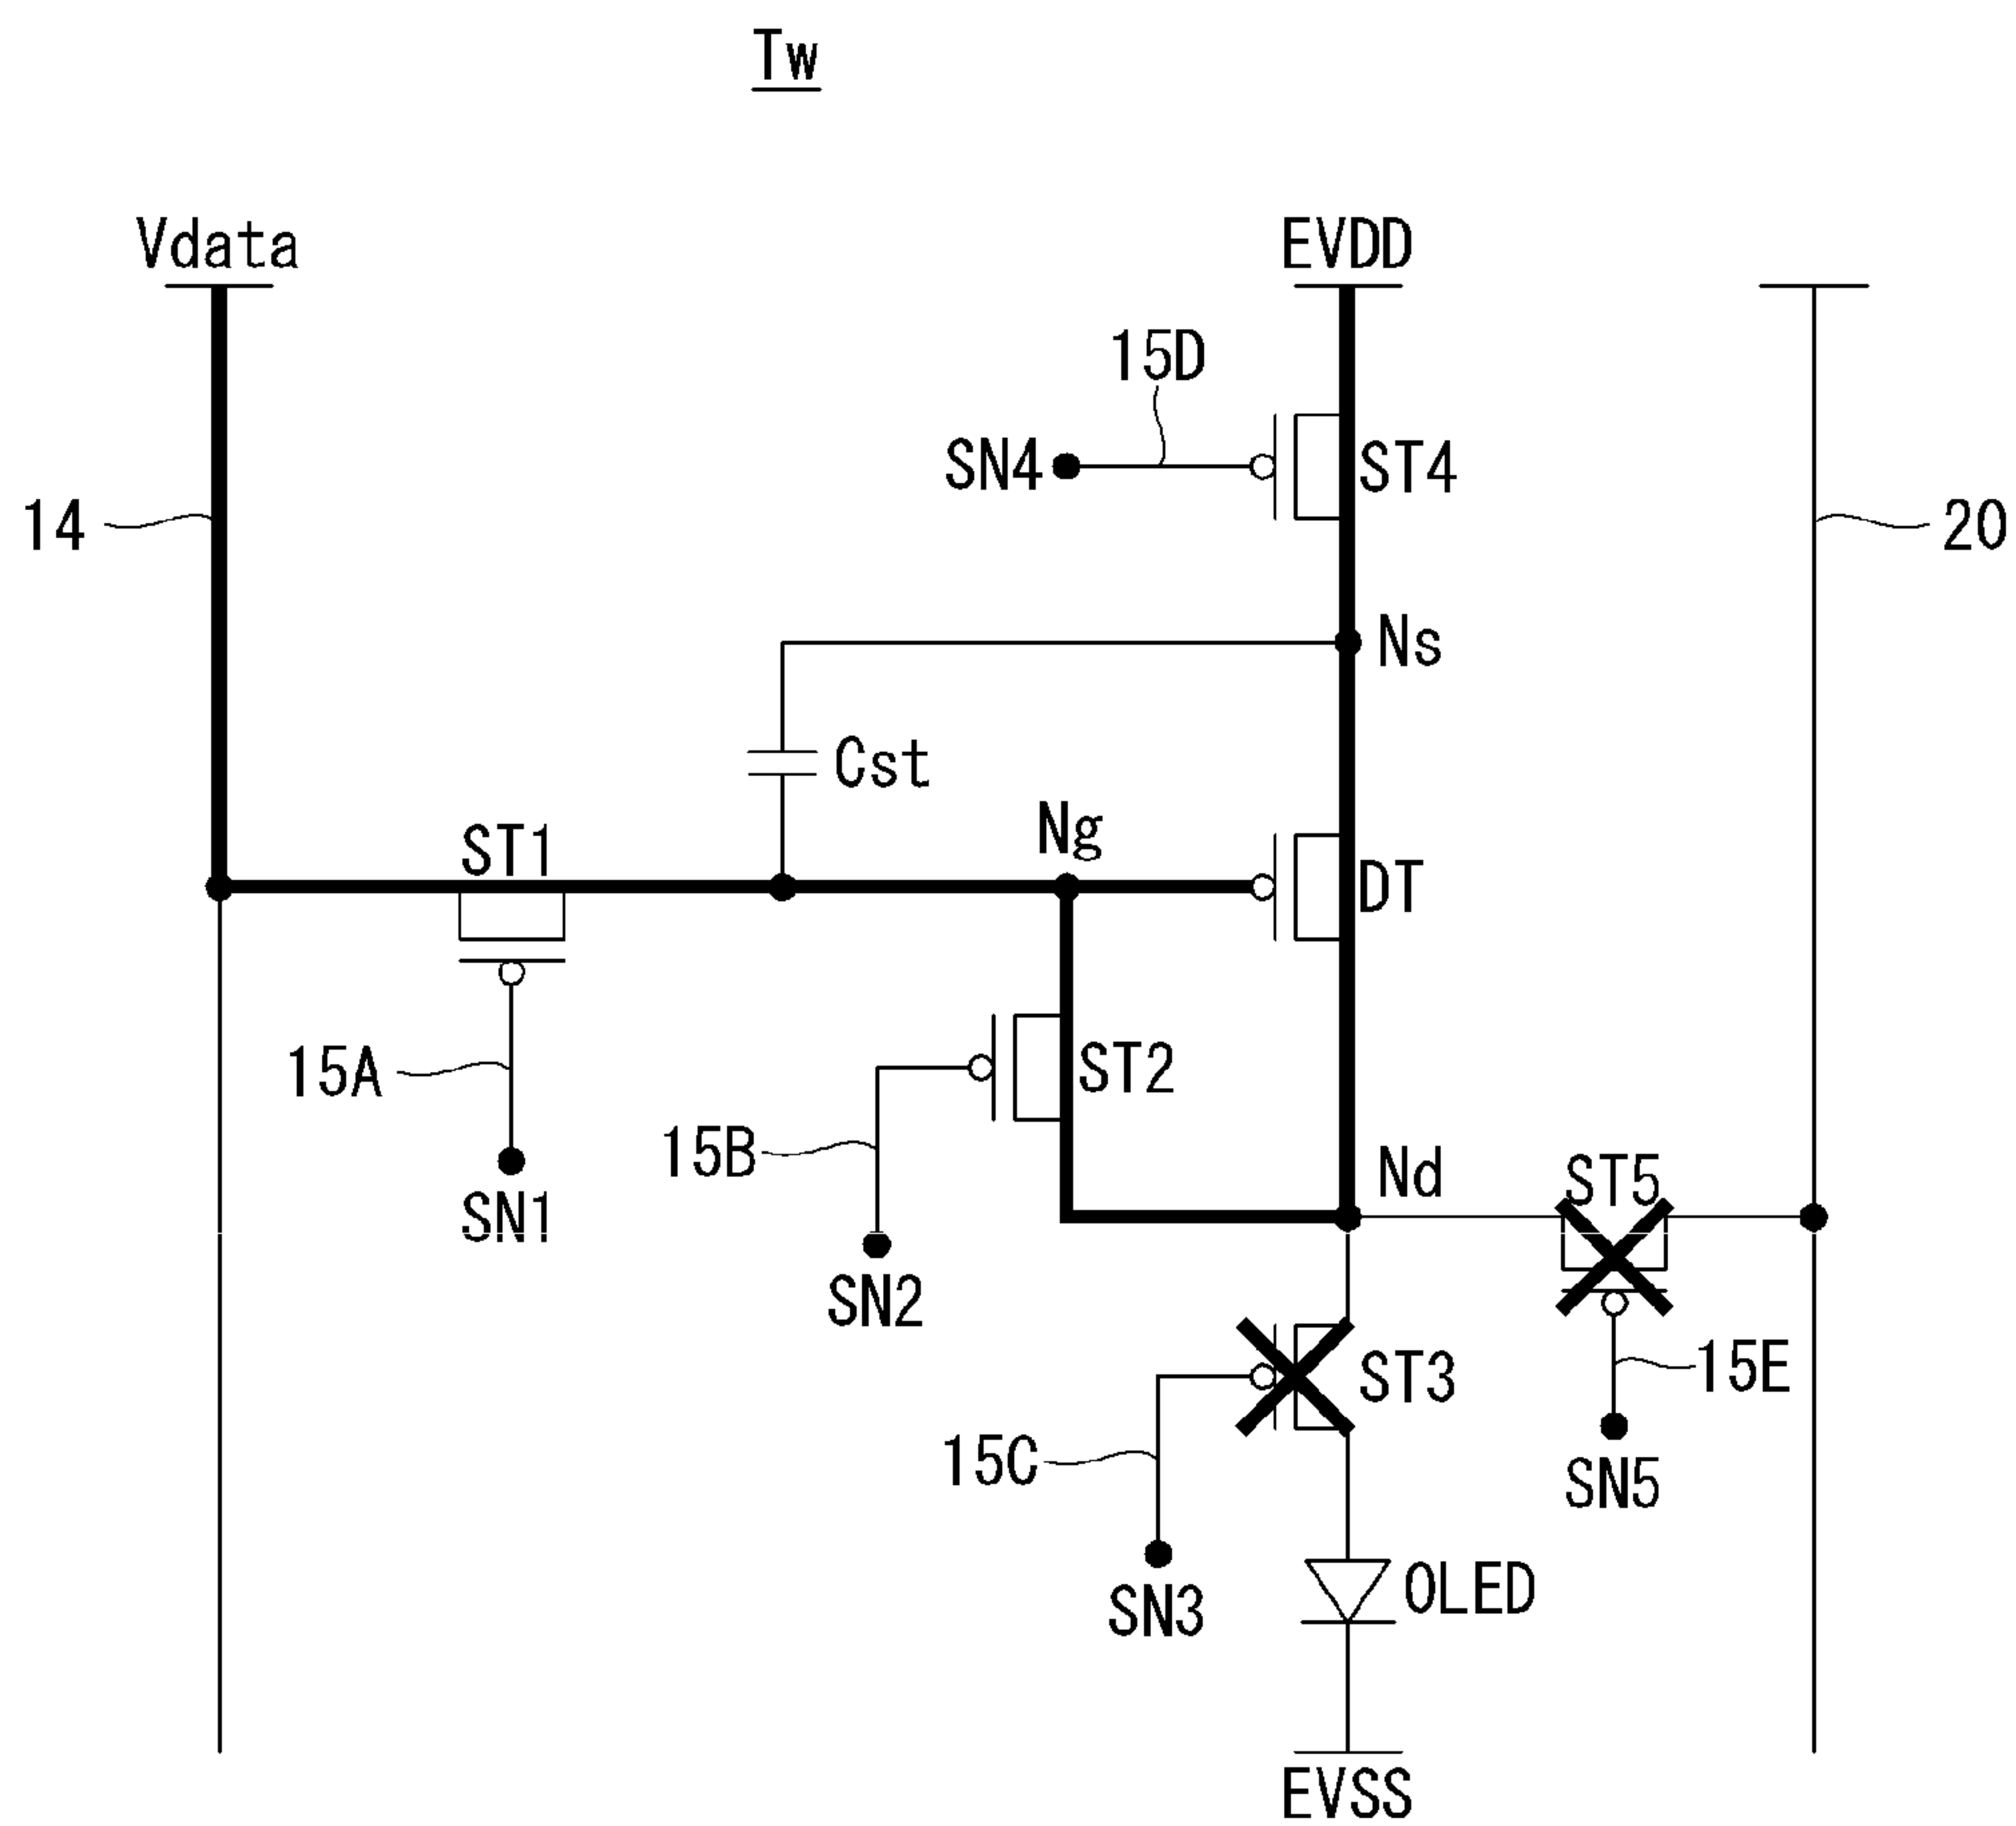 Tw
Vdata
EVDD
15D
SN4
ST4
14
20
Ns
Cst
Ng
ST1
DT
15A
ST2
15B
Nd
ST5
SN1
SN2
15E
ST3
15C
SN5
SN3
OLED
EVSS